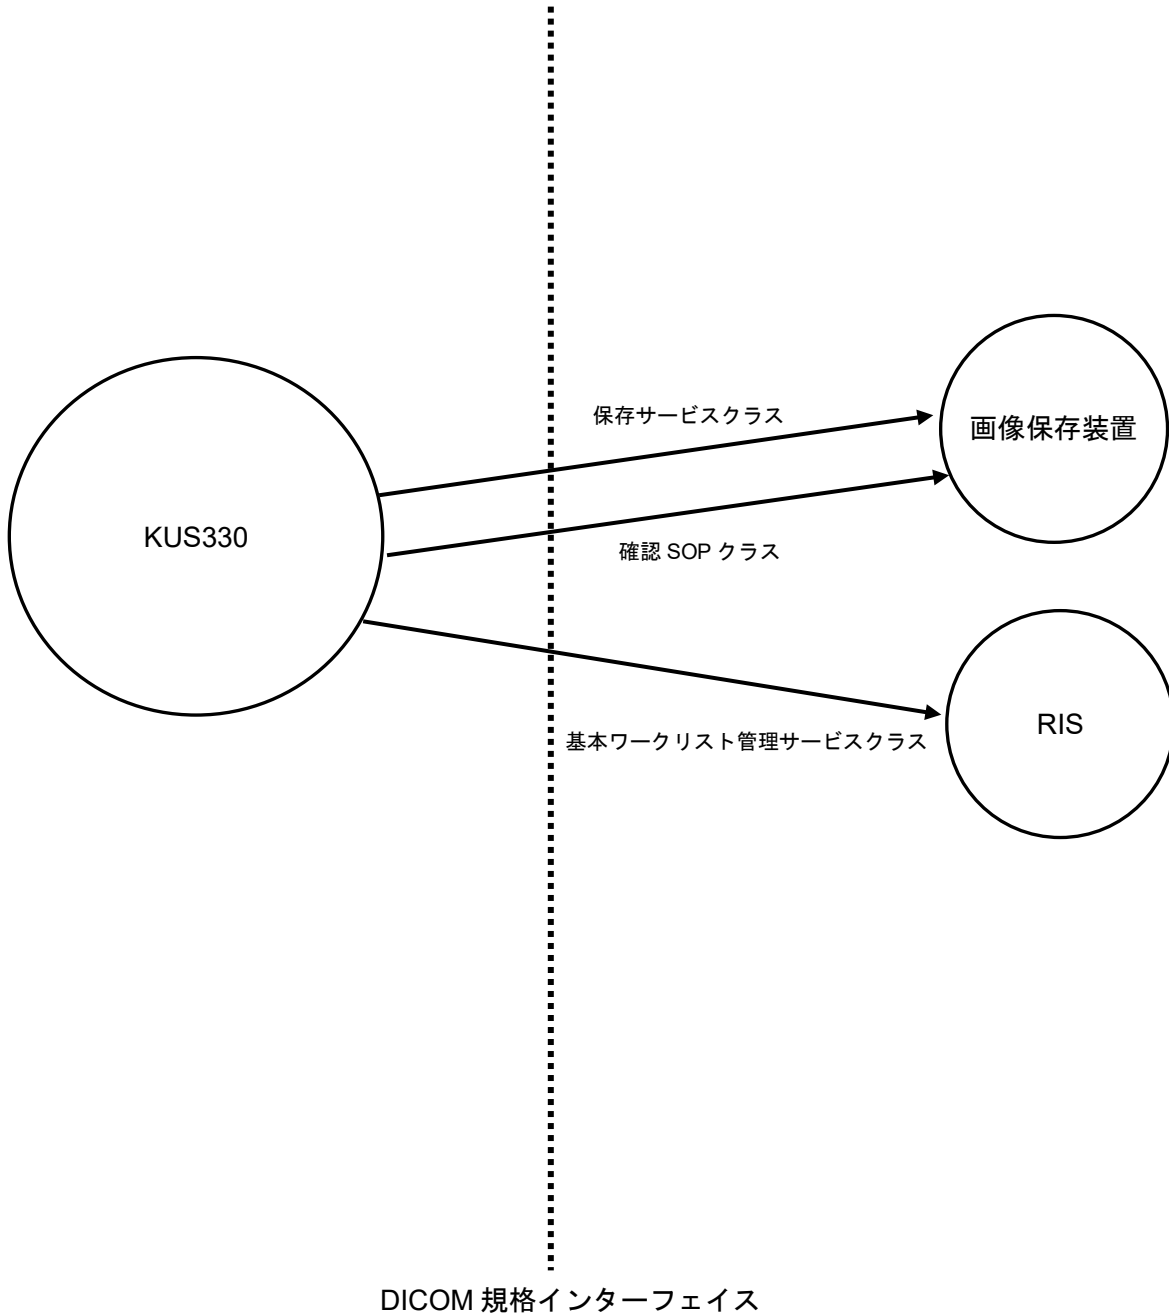 保存サービスクラス
画像保存装置
KUS330
確認 SOP クラス
RIS
基本ワークリスト管理サービスクラス
DICOM 規格インターフェイス